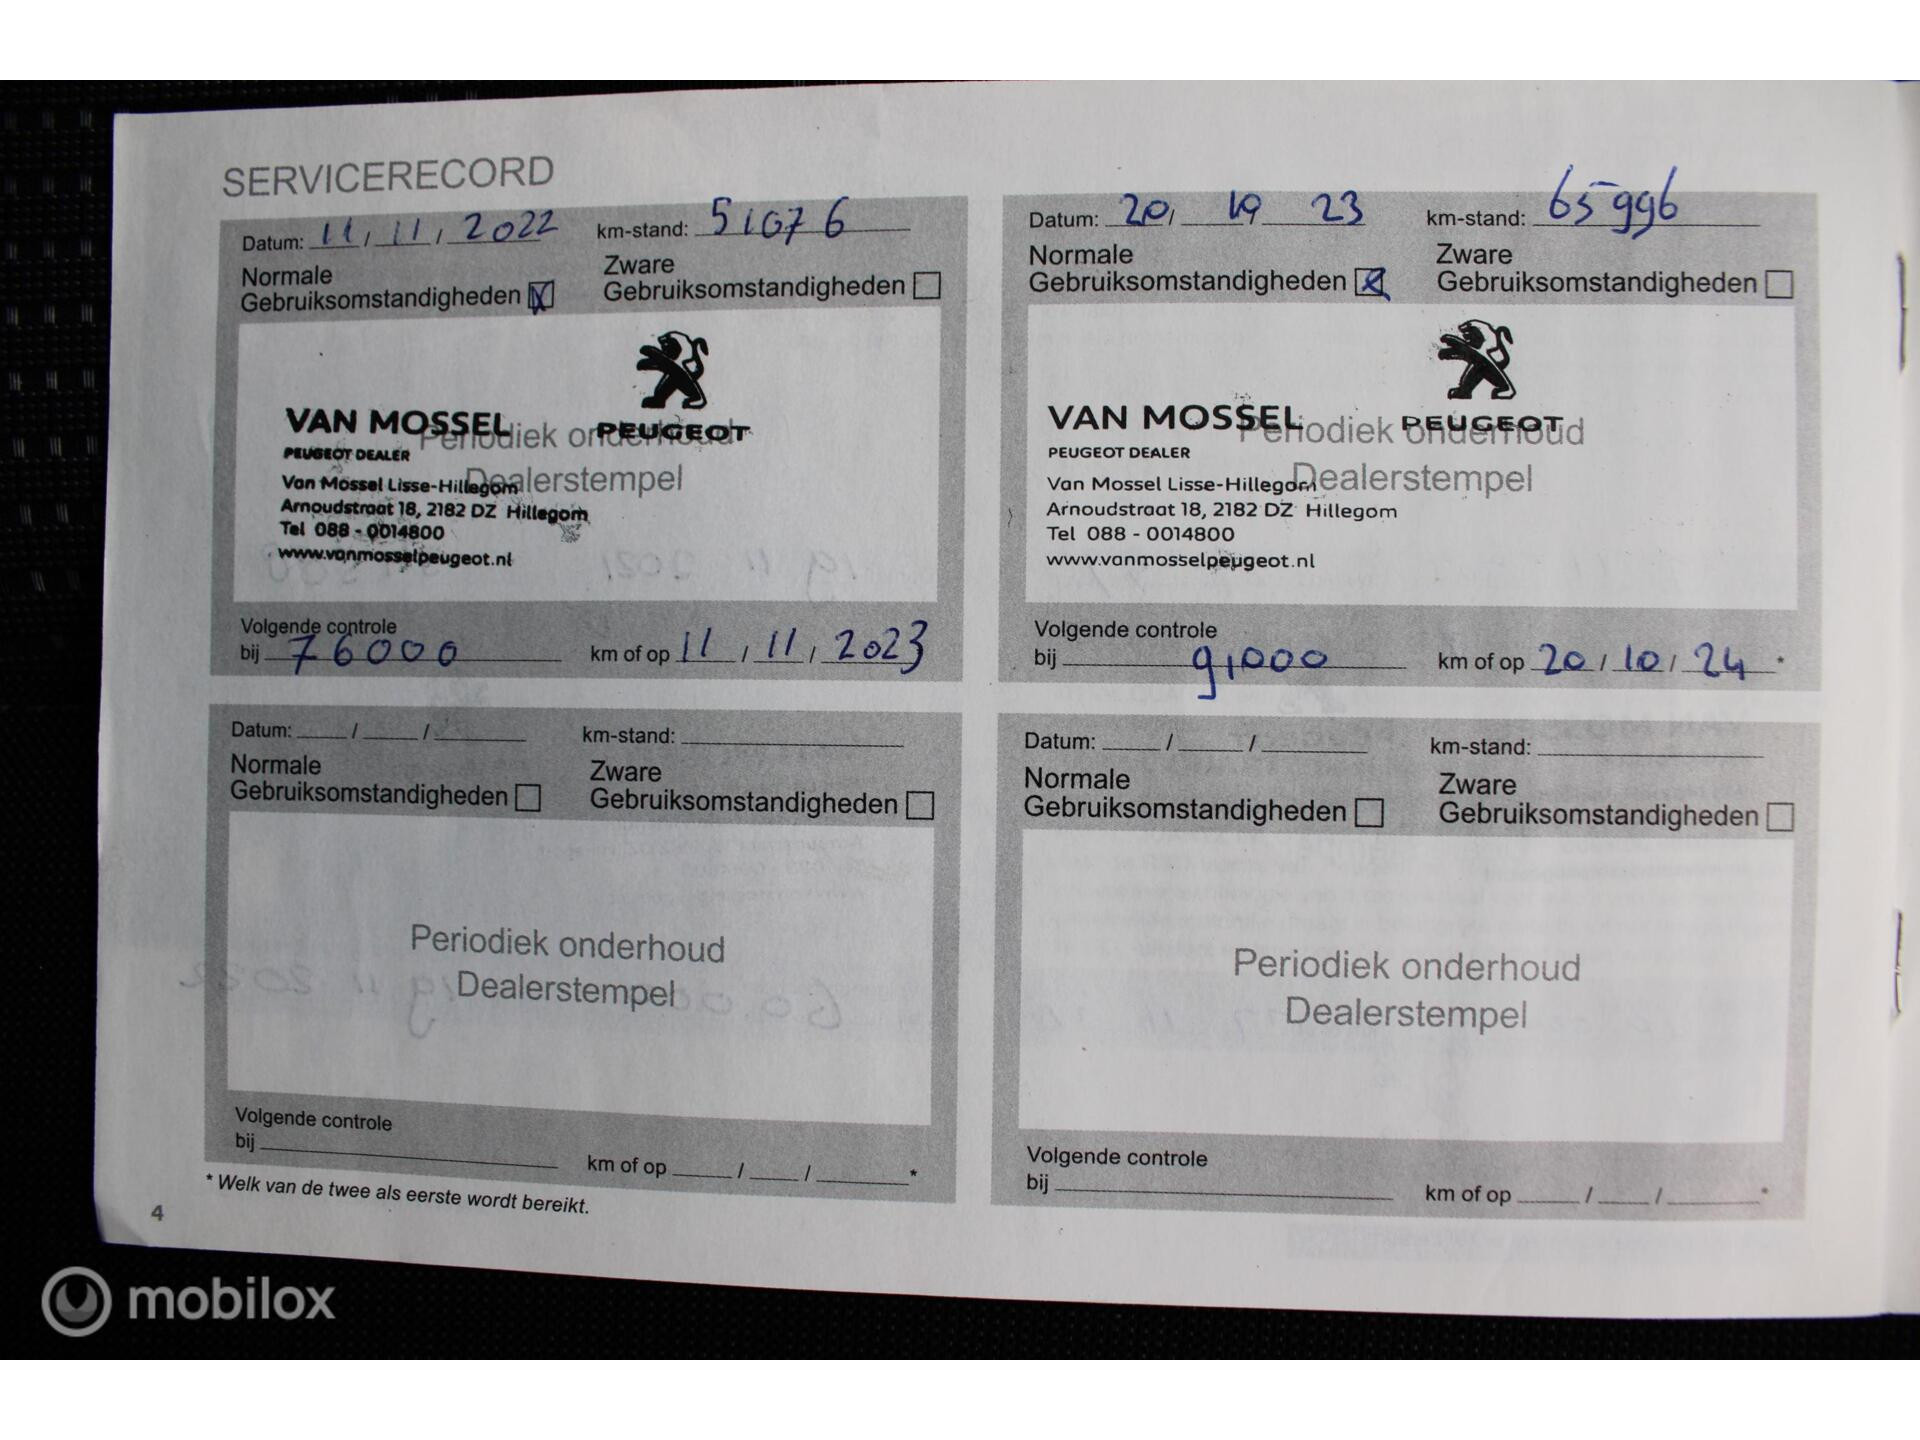 SERVICERECORD
Datum: 11 / 11 / 2022 km-stand: 51076
Normale
Gebruiksomstandigheden
Zware
Gebruiksomstandigheden
VAN MOSSEL
PEUGEOT
PEUGEOT DEALER
Periodiek onderhoud
Dealerstempel
Van Mossel Lisse-Hillegom
Arnoudstraat 18, 2182 DZ Hillegom
Tel 088 - 0014800
www.vanmosselpeugeot.nl
Volgende controle
bij 76000 km of op 11 / 11 / 2023
Datum: 20 / 23 km-stand: 65996
Normale
Gebruiksomstandigheden
Zware
Gebruiksomstandigheden
VAN MOSSEL
PEUGEOT
PEUGEOT DEALER
Periodiek onderhoud
Dealerstempel
Van Mossel Lisse-Hillegom
Arnoudstraat 18, 2182 DZ Hillegom
Tel 088 - 0014800
www.vanmosselpeugeot.nl
Volgende controle
bij 91000 km of op 20 / 10 / 24 *
Datum: / / km-stand:
Normale
Gebruiksomstandigheden
Zware
Gebruiksomstandigheden
Periodiek onderhoud
Dealerstempel
Volgende controle
bij km of op / / *
Datum: / / km-stand:
Normale
Gebruiksomstandigheden
Zware
Gebruiksomstandigheden
Periodiek onderhoud
Dealerstempel
Volgende controle
bij km of op / / *
* Welk van de twee als eerste wordt bereikt.
4
mobilox